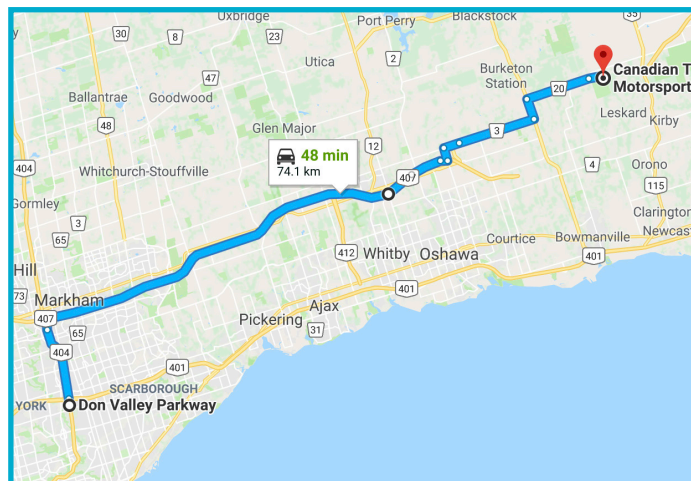 Uxbridge
Port Perry
Blackstock
35
30
8
23
2
Utica
47
Burketon
Station
20
Canadian T
Motorsport
Ballantrae
Goodwood
Leskard
Kirby
48
Glen Major
3
12
48 min
74.1 km
404
Whitchurch-Stouffville
407
4
Orono
115
Gormley
3
65
Clarington
Newcas
412
Whitby
Oshawa
Courtice
Bowmanville
401
Hill
73
Markham
401
407
65
Ajax
Pickering
31
404
401
SCARBOROUGH
YORK
Don Valley Parkway